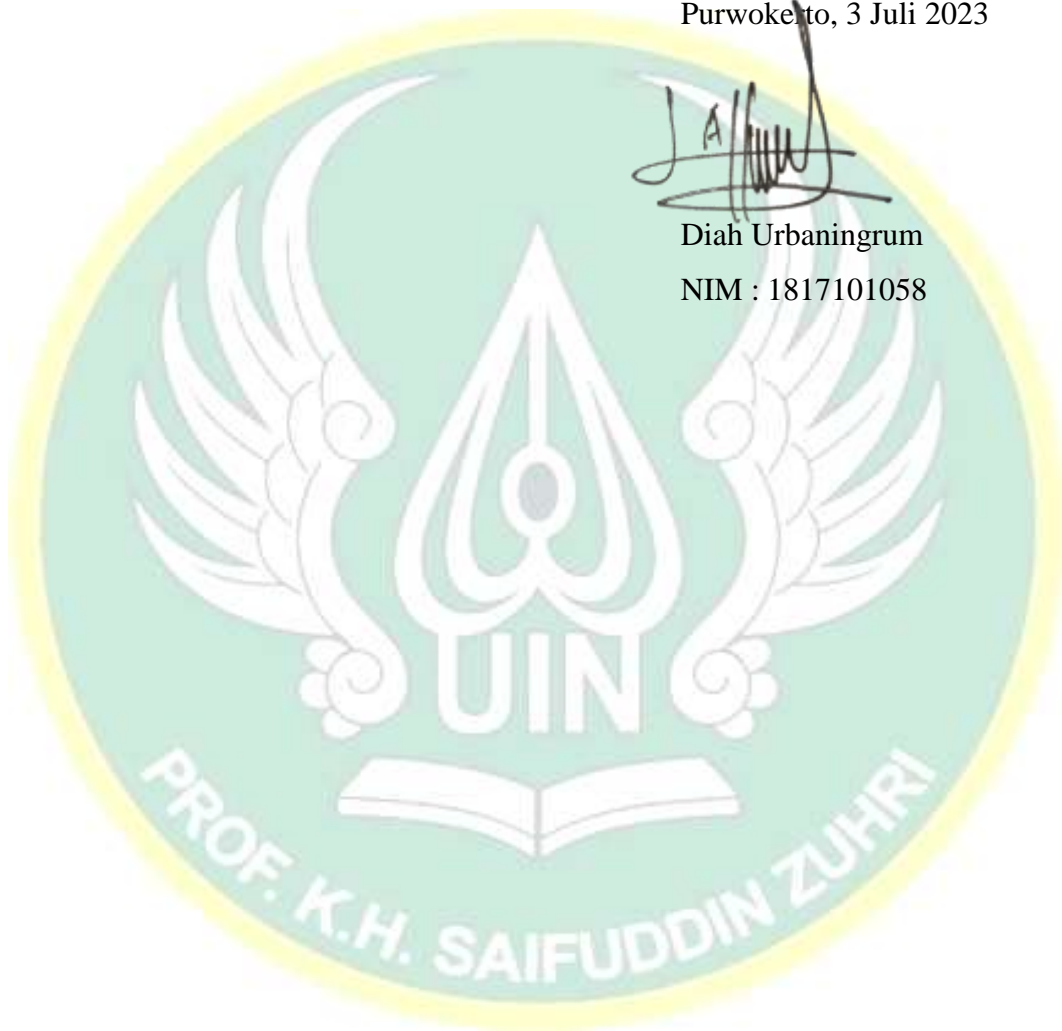 Purwokerto, 3 Juli 2023
Diah Urbaningrum
NIM : 1817101058
UIN
PROF. K.H. SAIFUDDIN ZUHRI